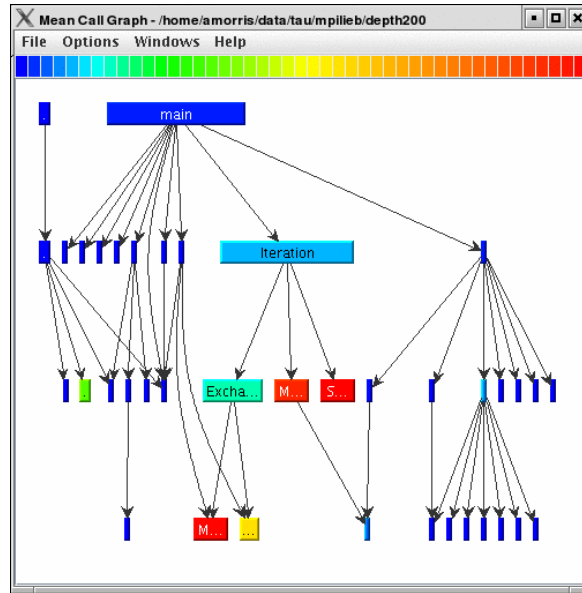 Mean Call Graph - /home/amorris/data/tau/mpilieb/depth200
File Options Windows Help
. main
. Iteration
. Excha... M... S...
M... ...